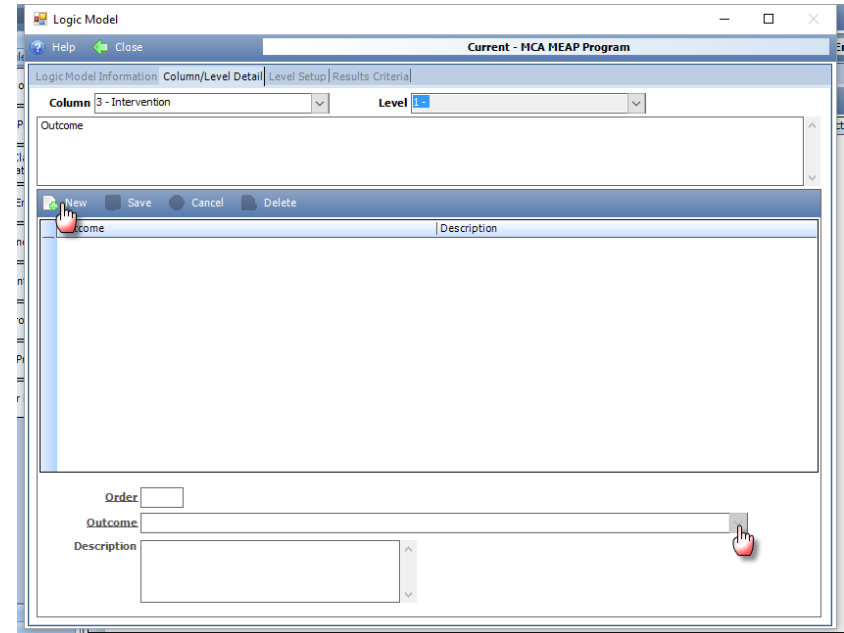 Logic Model
Help Close Current - MCA MEAP Program
Logic Model Information Column/Level Detail Level Setup Results Criteria
Column 3 - Intervention Level 1 -
Outcome
New Save Cancel Delete
Description
Order
Outcome
Description